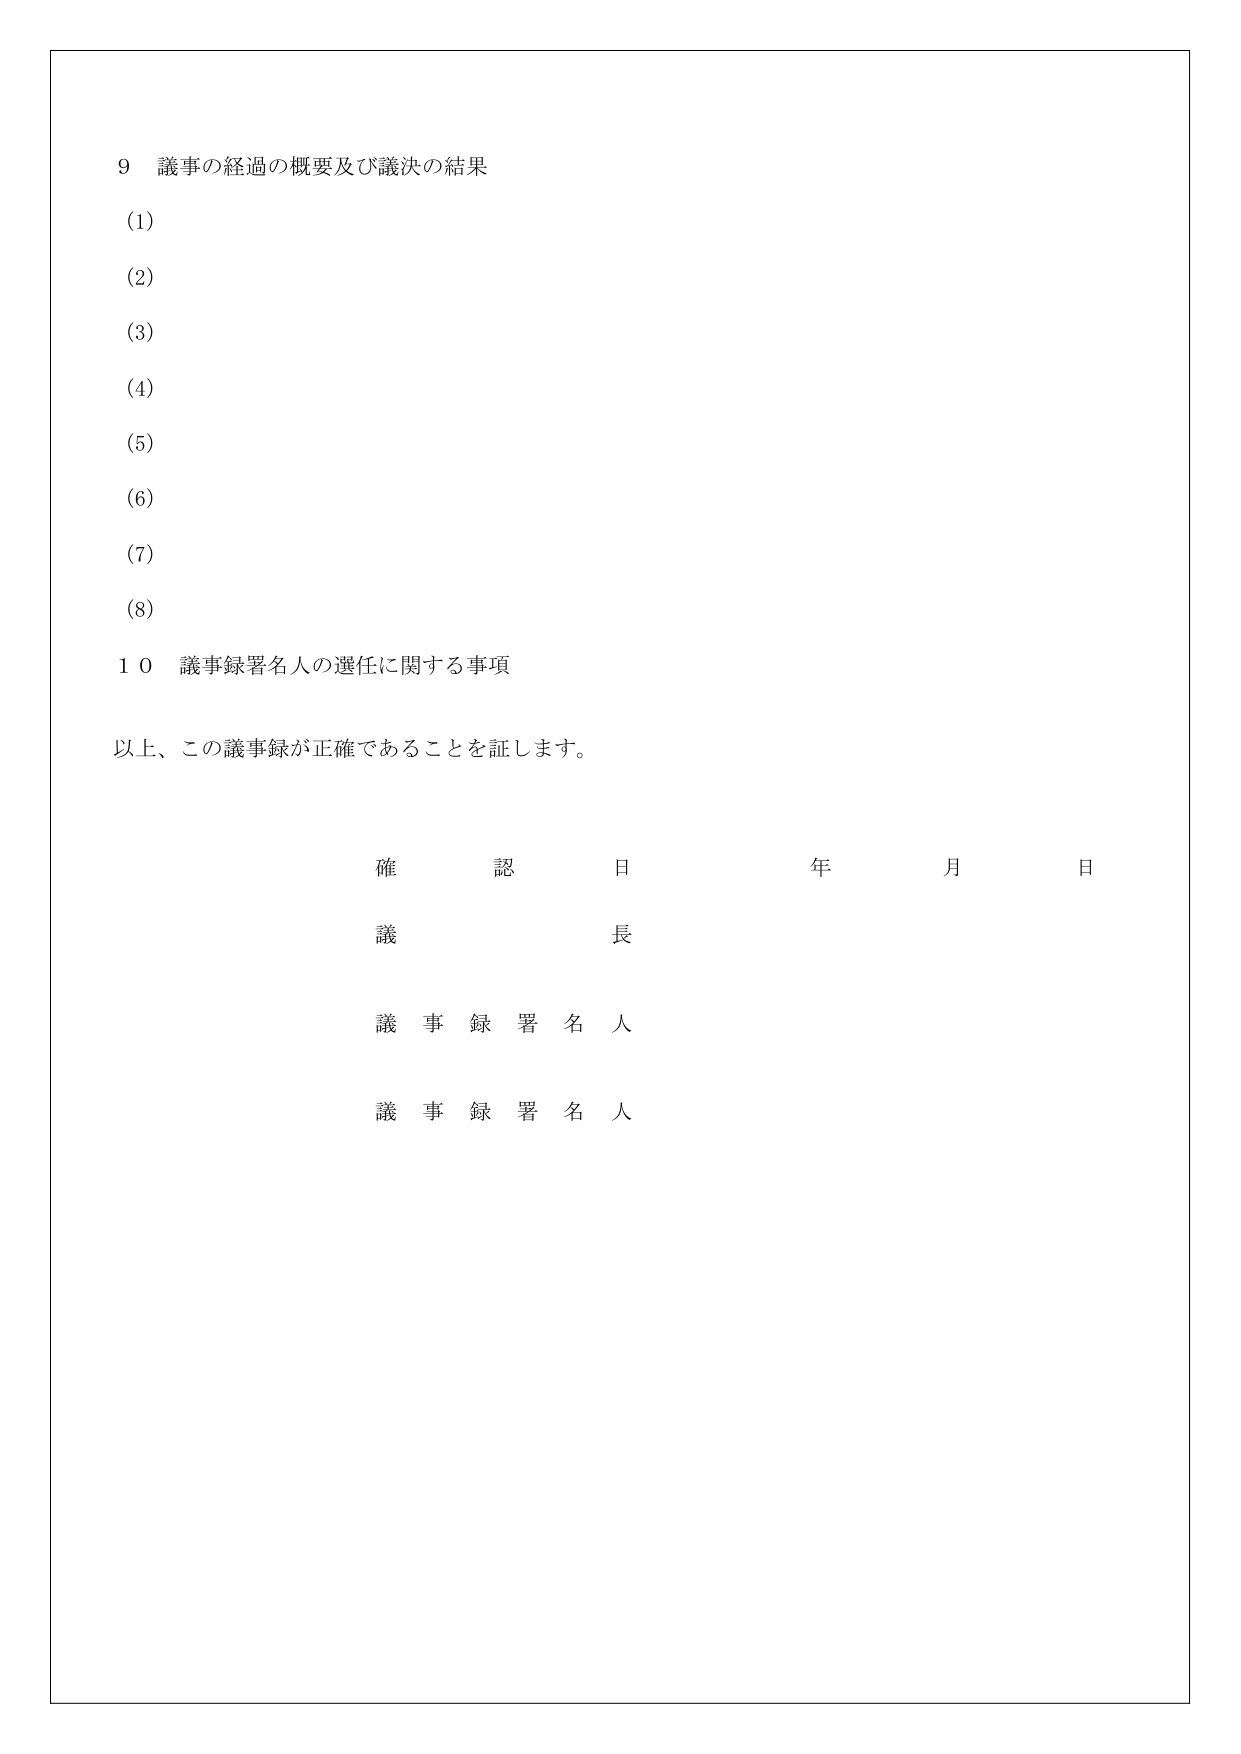 ９　議事の経過の概要及び議決の結果
(1)
(2)
(3)
(4)
(5)
(6)
(7)
(8)
１０　議事録署名人の選任に関する事項
以上、この議事録が正確であることを証します。
確認日　年　月　日
議長
議事録署名人
議事録署名人